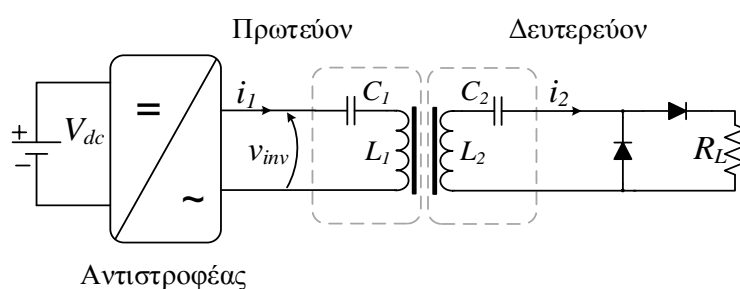 Πρωτεύον
Δευτερεύον
i1
C1
C2
i2
+
Vdc
=
vinv
L1
L2
RL
−
~
Αντιστροφέας